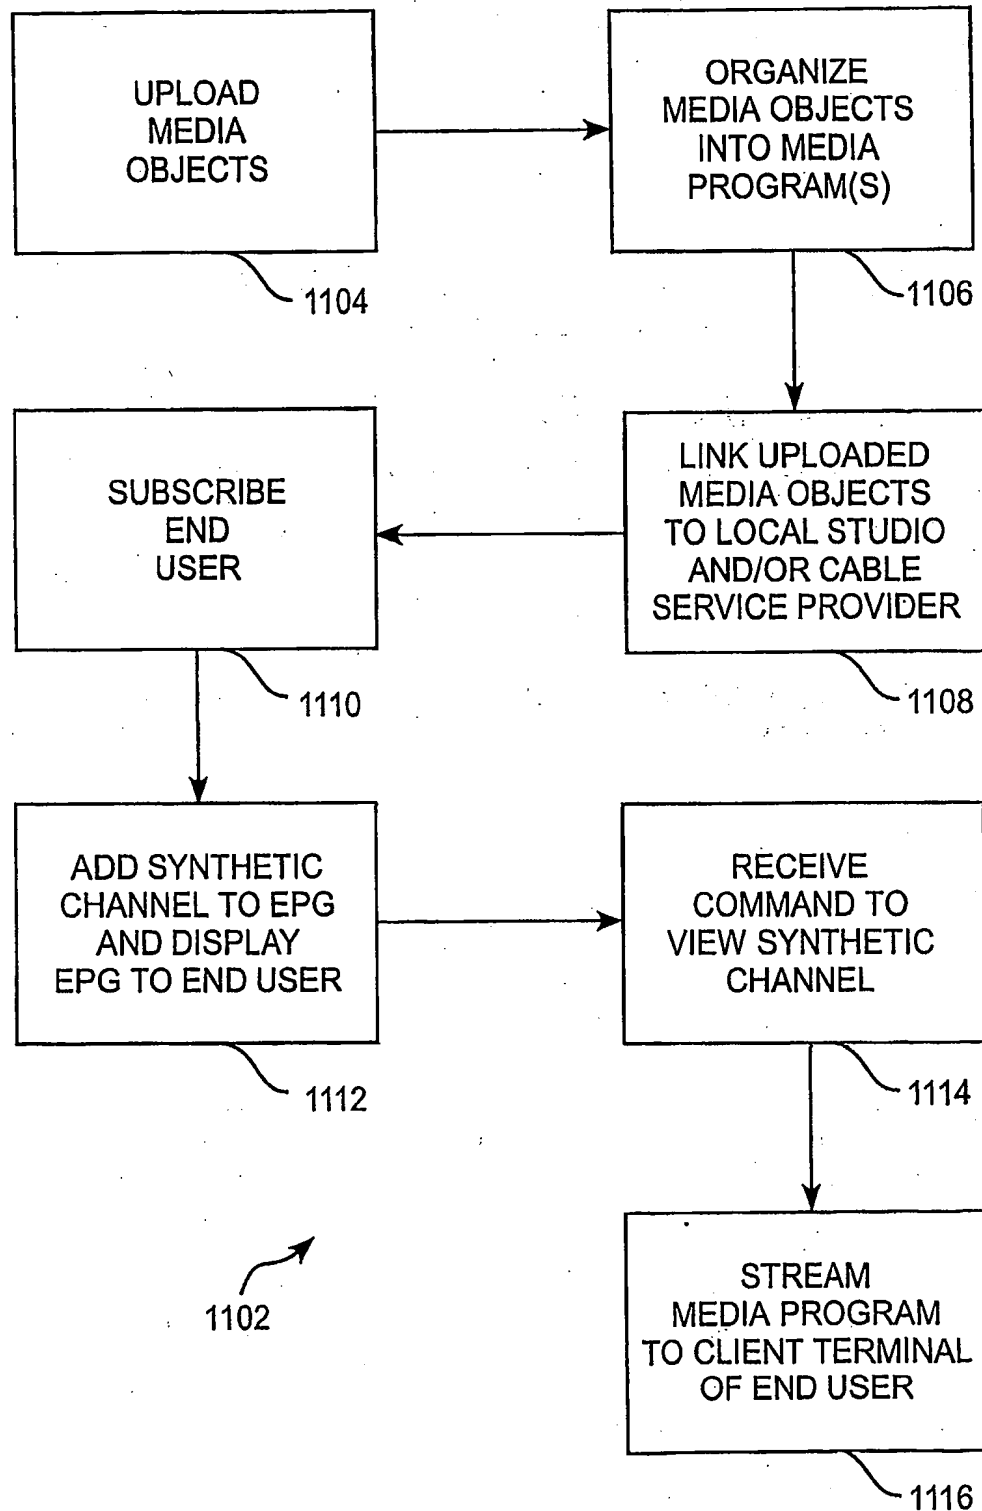 UPLOAD
MEDIA
OBJECTS
1104
ORGANIZE
MEDIA OBJECTS
INTO MEDIA
PROGRAM(S)
1106
LINK UPLOADED
MEDIA OBJECTS
TO LOCAL STUDIO
AND/OR CABLE
SERVICE PROVIDER
1108
SUBSCRIBE
END
USER
1110
ADD SYNTHETIC
CHANNEL TO EPG
AND DISPLAY
EPG TO END USER
1112
RECEIVE
COMMAND TO
VIEW SYNTHETIC
CHANNEL
1114
STREAM
MEDIA PROGRAM
TO CLIENT TERMINAL
OF END USER
1116
1102